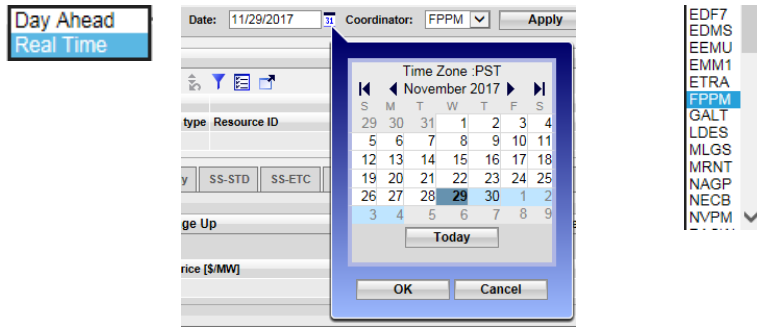 Day Ahead
Real Time
Date: 11/29/2017 31 Coordinator: FPPM Apply
Time Zone :PST
November 2017
S M T W T F S
29 30 31 1 2 3 4
5 6 7 8 9 10 11
12 13 14 15 16 17 18
19 20 21 22 23 24 25
26 27 28 29 30 1 2
3 4 5 6 7 8 9
Today
OK Cancel
type Resource ID
y SS-STD SS-ETC
ge Up
rice [$/MW]
EDF7
EDMS
EEMU
EMM1
ETRA
FPPM
GALT
LDES
MLGS
MRNT
NAGP
NECB
NVPM